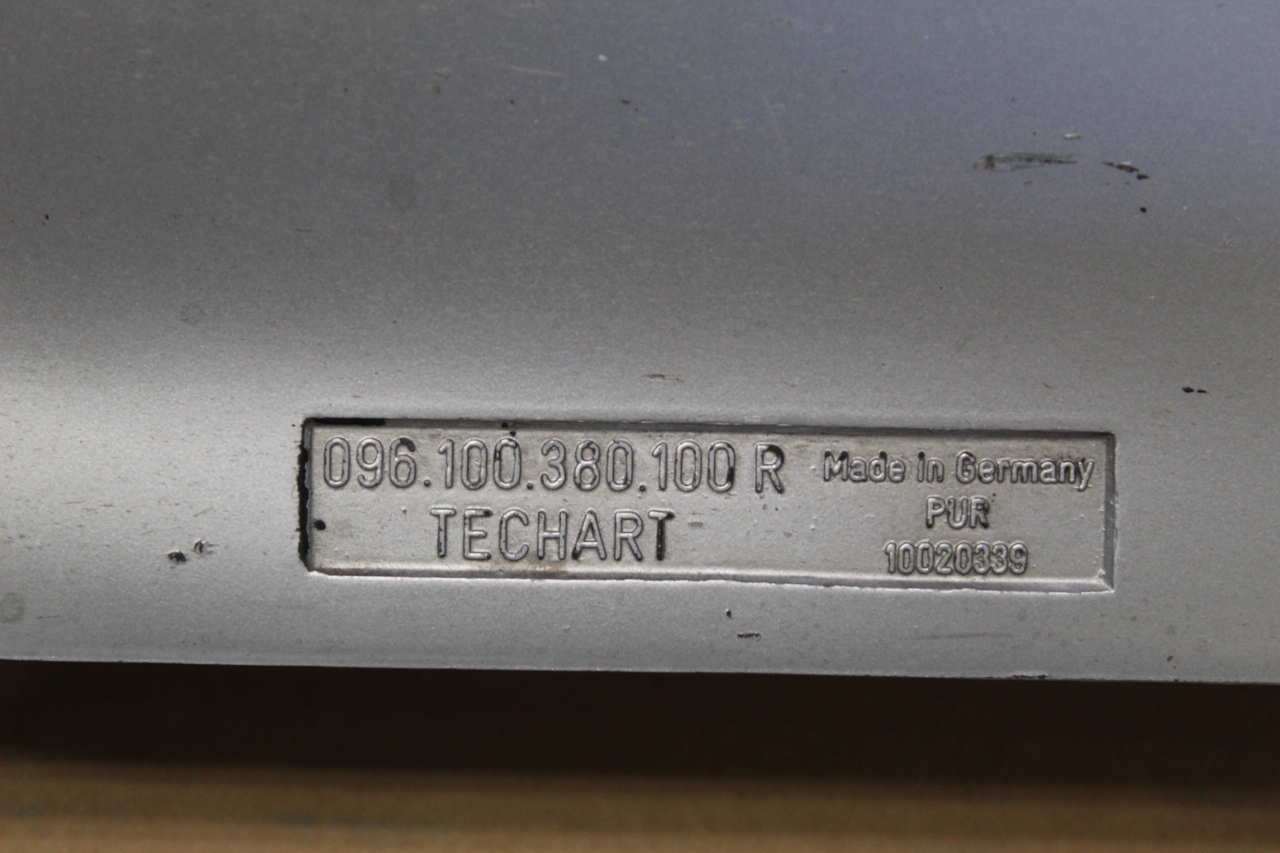 096.100.380.100 R
TECHART
Made in Germany
PUR
10020339